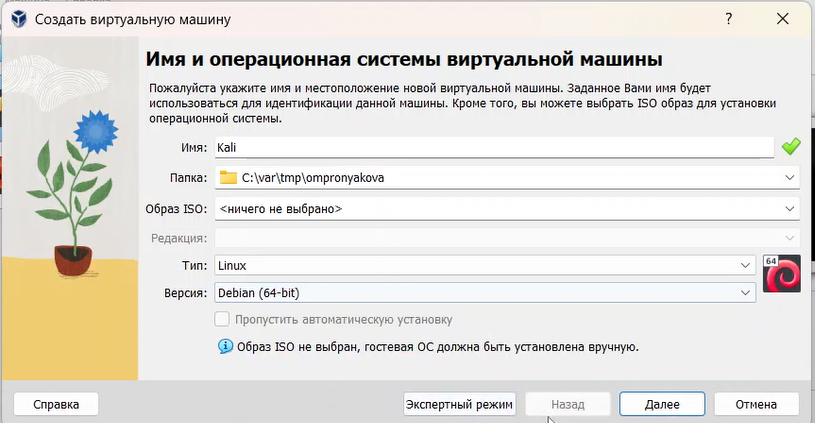 Создать виртуальную машину
?
Имя и операционная системы виртуальной машины
Пожалуйста укажите имя и местоположение новой виртуальной машины. Заданное Вами имя будет
использоваться для идентификации данной машины. Кроме того, вы можете выбрать ISO образ для установки
операционной системы.
Имя: Kali
Папка: C:\var\tmp\ompronyakova
Образ ISO: <ничего не выбрано>
Редакция:
Тип: Linux
64
Версия: Debian (64-bit)
Пропустить автоматическую установку
Образ ISO не выбран, гостевая ОС должна быть установлена вручную.
Справка Экспертный режим Назад Далее Отмена